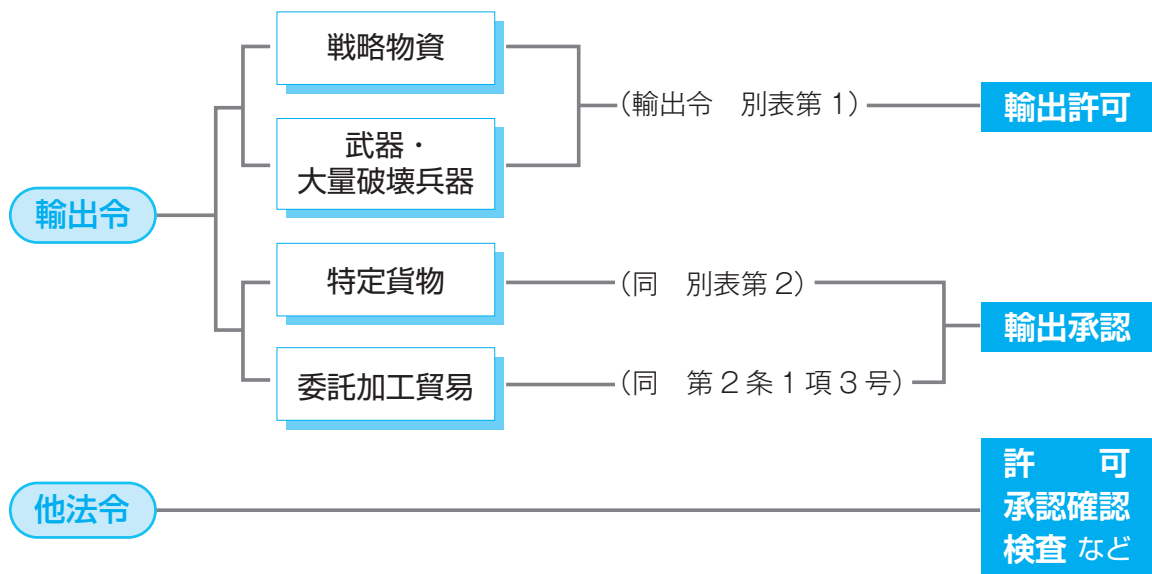 戦略物資
武器・
大量破壊兵器
(輸出令　別表第1)
輸出許可
輸出令
特定貨物
(同　別表第2)
委託加工貿易
(同　第2条1項3号)
輸出承認
他法令
許　可
承認確認
検査 など